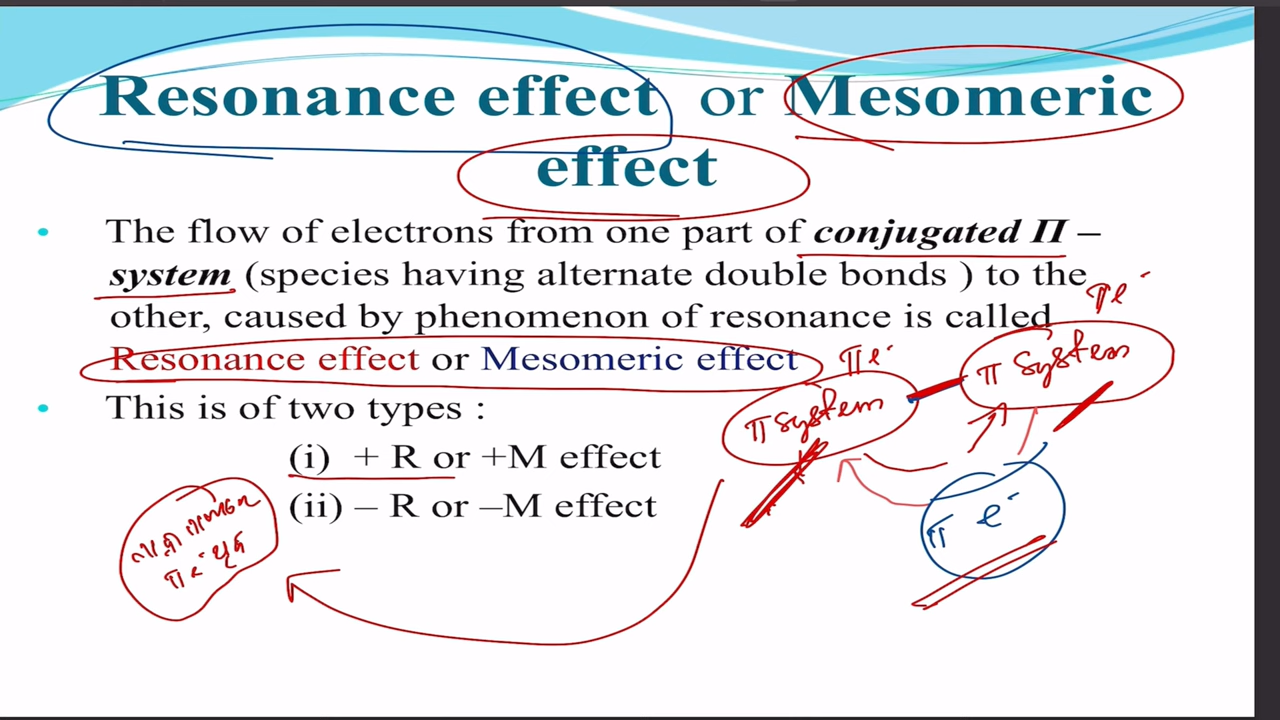 Resonance effect or Mesomeric
effect
• The flow of electrons from one part of conjugated Π –
system (species having alternate double bonds ) to the
other, caused by phenomenon of resonance is called
Resonance effect or Mesomeric effect
• This is of two types :
(i) + R or +M effect
(ii) – R or –M effect
π e⁻
π system
π e⁻
π system
π e⁻
π e⁻ যুক্ত